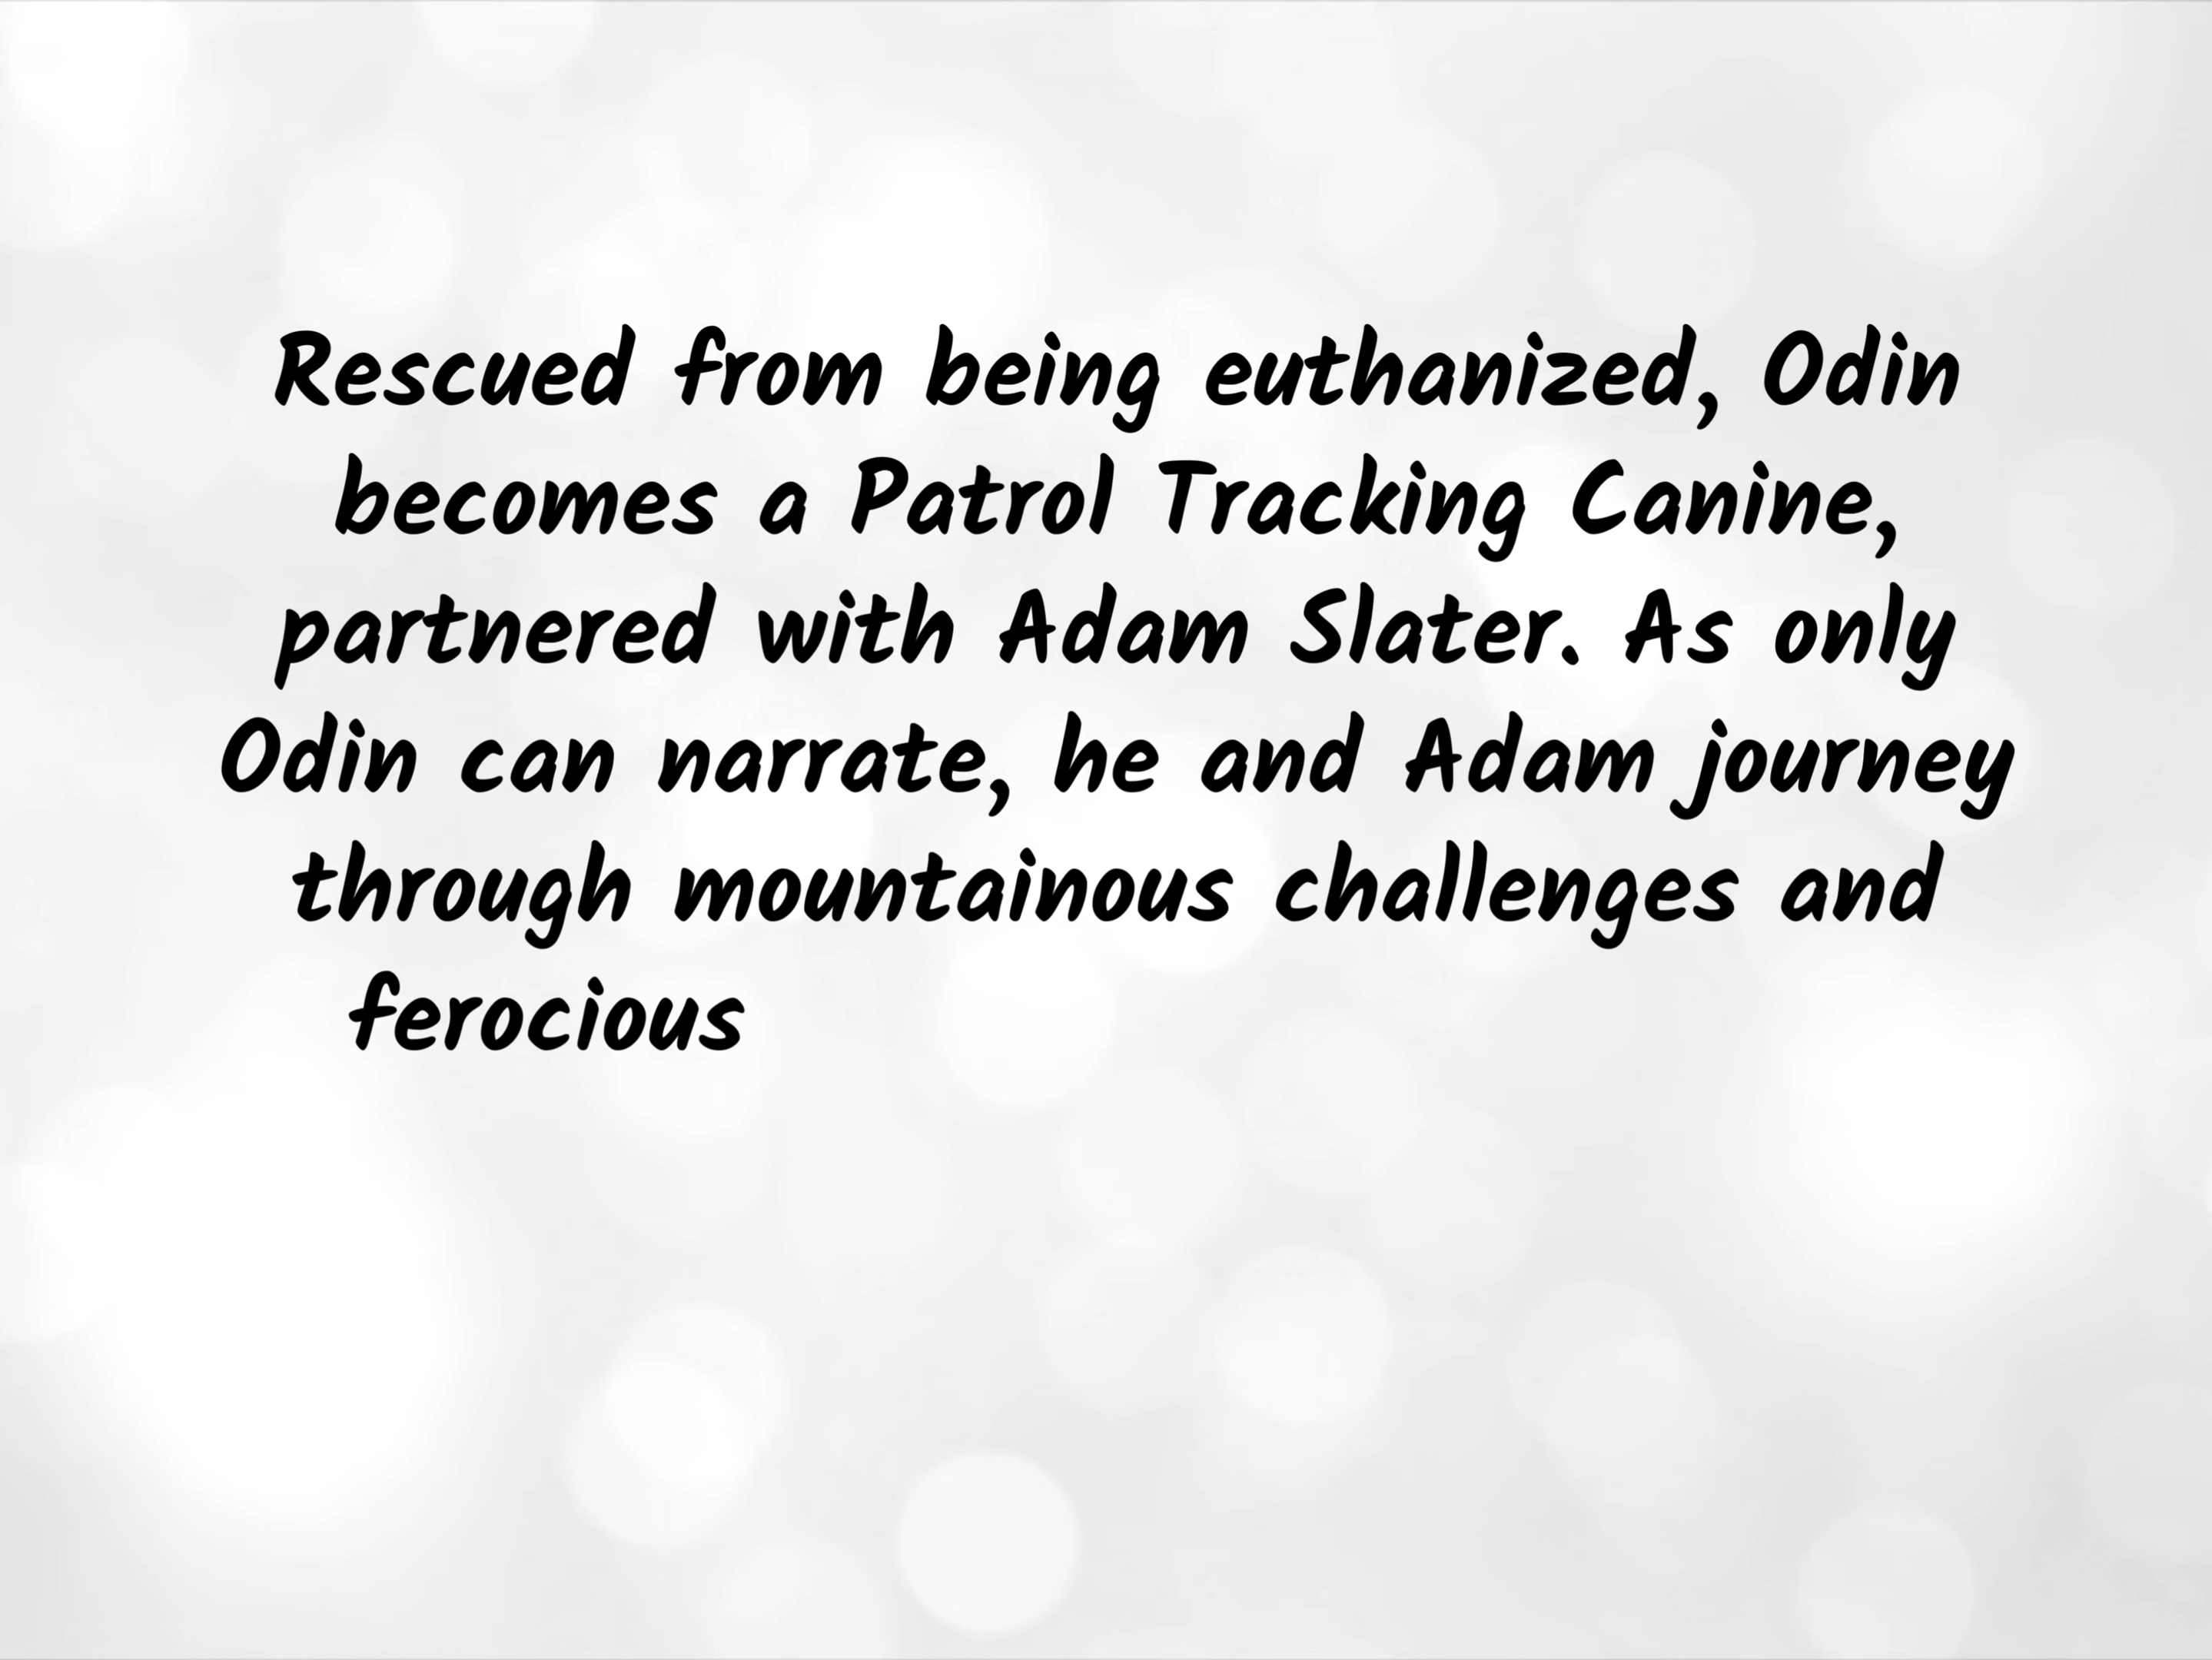 Rescued from being euthanized, Odin
becomes a Patrol Tracking Canine,
partnered with Adam Slater. As only
Odin can narrate, he and Adam journey
through mountainous challenges and
ferocious